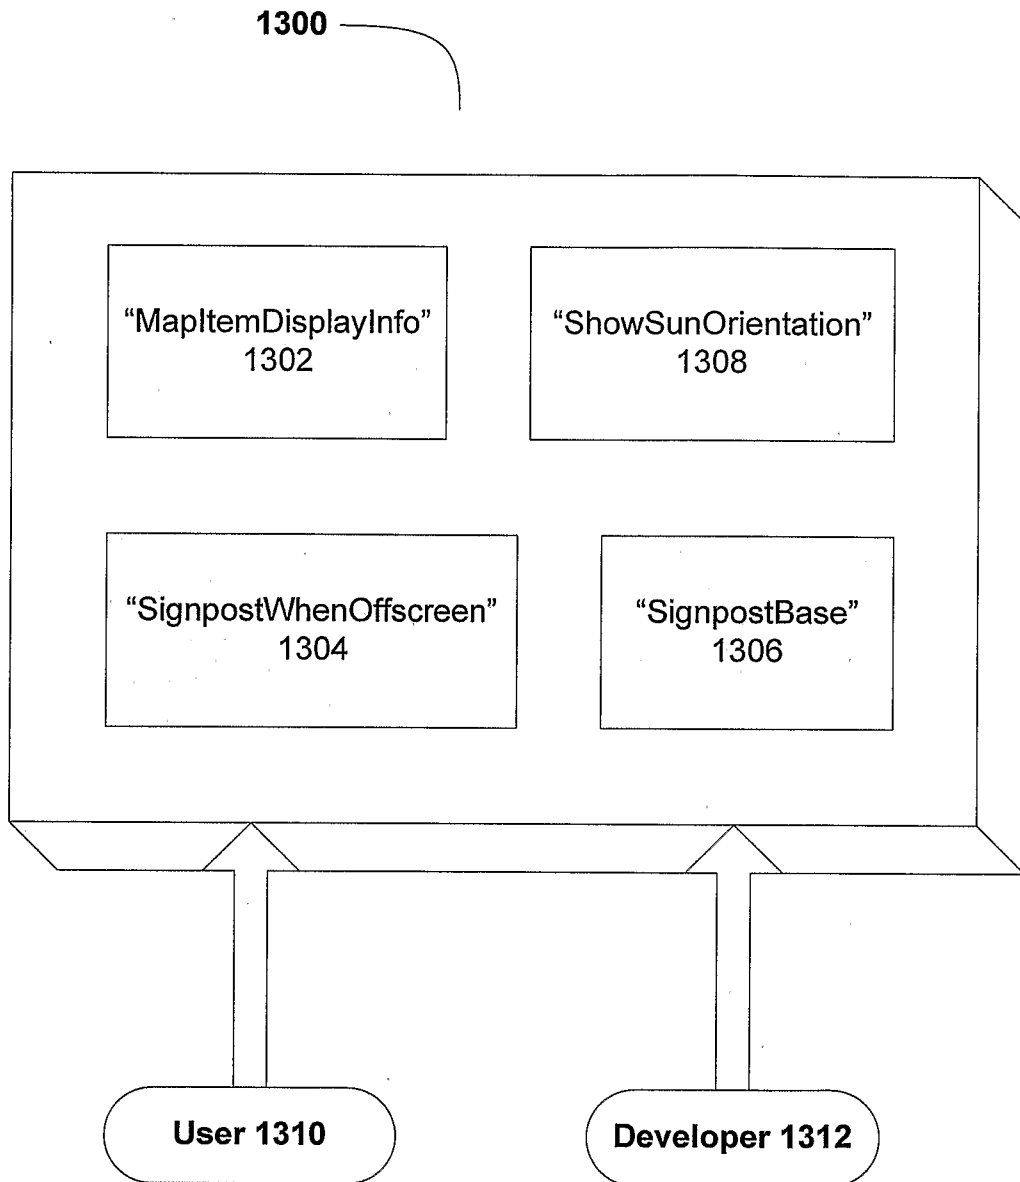 1300
“MapItemDisplayInfo”
1302
“ShowSunOrientation”
1308
“SignpostWhenOffscreen”
1304
“SignpostBase”
1306
User 1310
Developer 1312